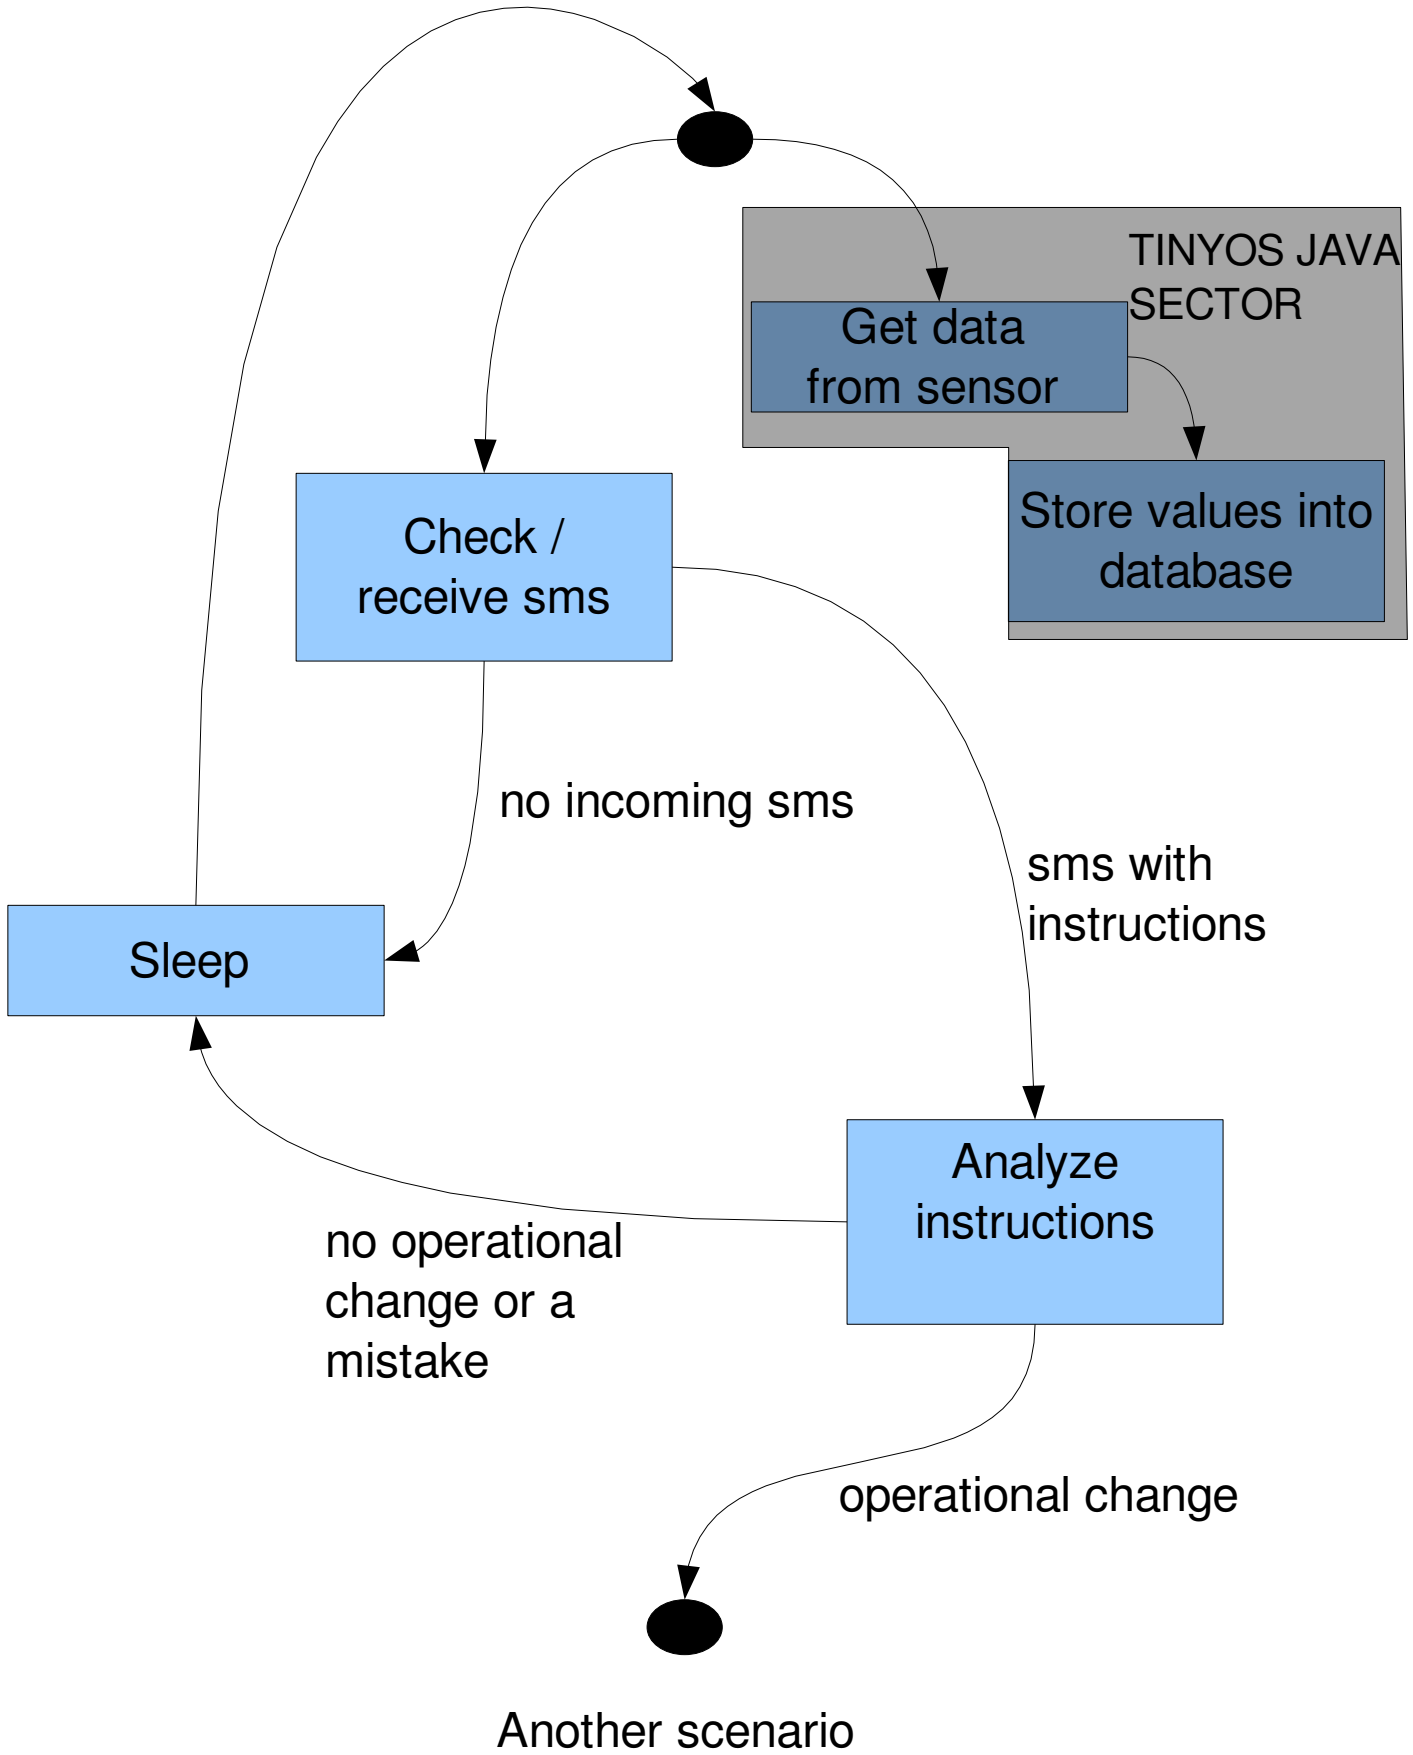 TINYOS JAVA
SECTOR
Get data
from sensor
Store values into
database
Check /
receive sms
no incoming sms
sms with
instructions
Sleep
Analyze
instructions
no operational
change or a
mistake
operational change
Another scenario